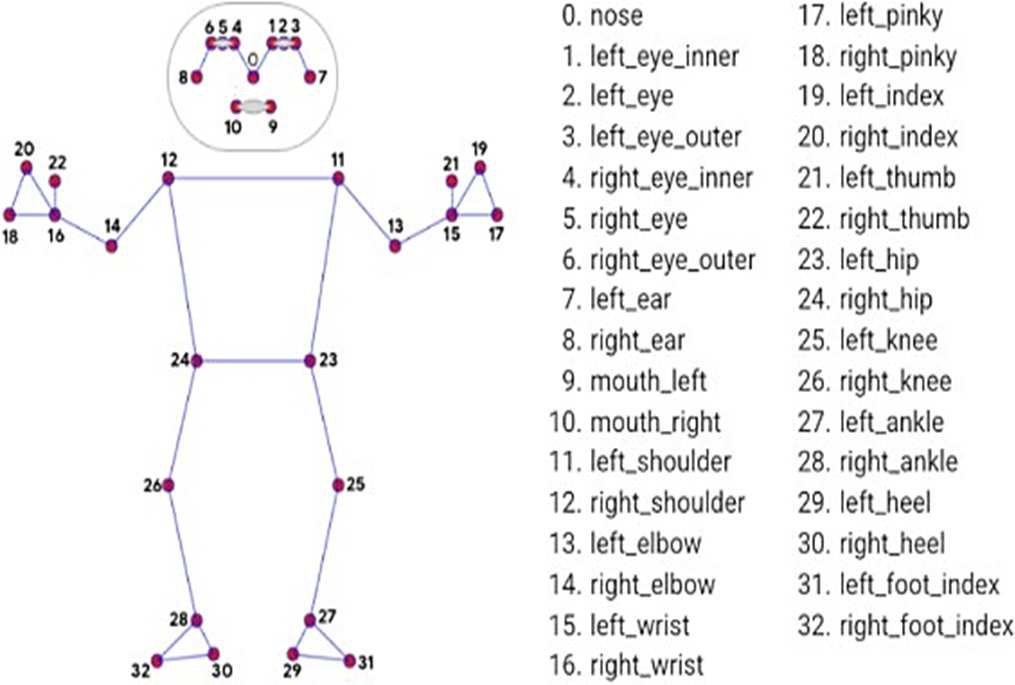 6 5 4 1 2 3
0
8 7
10 9
20 22 12 11 21 19
18 16 14 13 15 17
24 23
26 25
28 27
32 30 29 31
0. nose
1. left_eye_inner
2. left_eye
3. left_eye_outer
4. right_eye_inner
5. right_eye
6. right_eye_outer
7. left_ear
8. right_ear
9. mouth_left
10. mouth_right
11. left_shoulder
12. right_shoulder
13. left_elbow
14. right_elbow
15. left_wrist
16. right_wrist
17. left_pinky
18. right_pinky
19. left_index
20. right_index
21. left_thumb
22. right_thumb
23. left_hip
24. right_hip
25. left_knee
26. right_knee
27. left_ankle
28. right_ankle
29. left_heel
30. right_heel
31. left_foot_index
32. right_foot_index